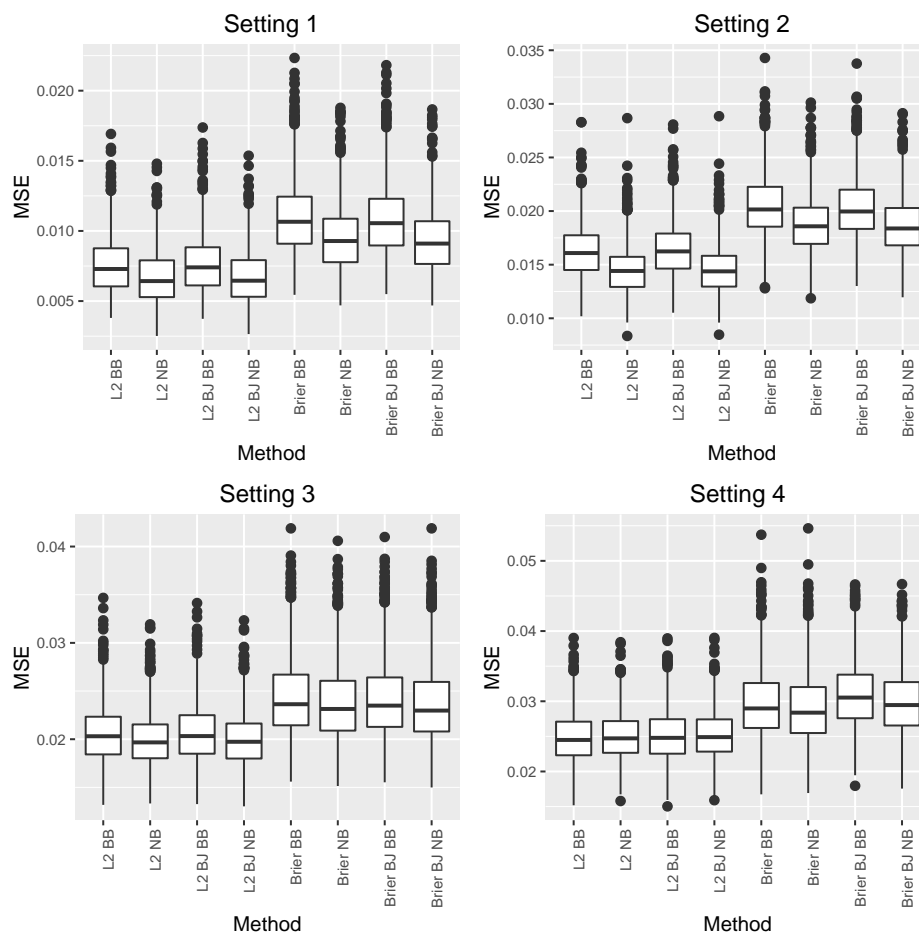 Setting 1
MSE
0.020
0.015
0.010
0.005
L2 BB
L2 NB
L2 BJ BB
L2 BJ NB
Brier BB
Brier NB
Brier BJ BB
Brier BJ NB
Method
Setting 2
MSE
0.035
0.030
0.025
0.020
0.015
0.010
L2 BB
L2 NB
L2 BJ BB
L2 BJ NB
Brier BB
Brier NB
Brier BJ BB
Brier BJ NB
Method
Setting 3
MSE
0.04
0.03
0.02
L2 BB
L2 NB
L2 BJ BB
L2 BJ NB
Brier BB
Brier NB
Brier BJ BB
Brier BJ NB
Method
Setting 4
MSE
0.05
0.04
0.03
0.02
L2 BB
L2 NB
L2 BJ BB
L2 BJ NB
Brier BB
Brier NB
Brier BJ BB
Brier BJ NB
Method